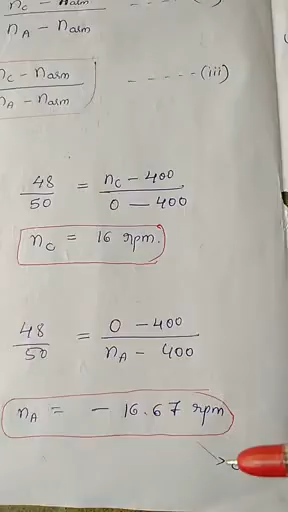 n_C - n_arm
n_A - n_arm
n_C - n_arm
n_A - n_arm
- - - - - (iii)
48/50 = (n_C - 400)/(0 - 400)
n_C = 16 rpm.
48/50 = (0 - 400)/(n_A - 400)
n_A = - 16.67 rpm